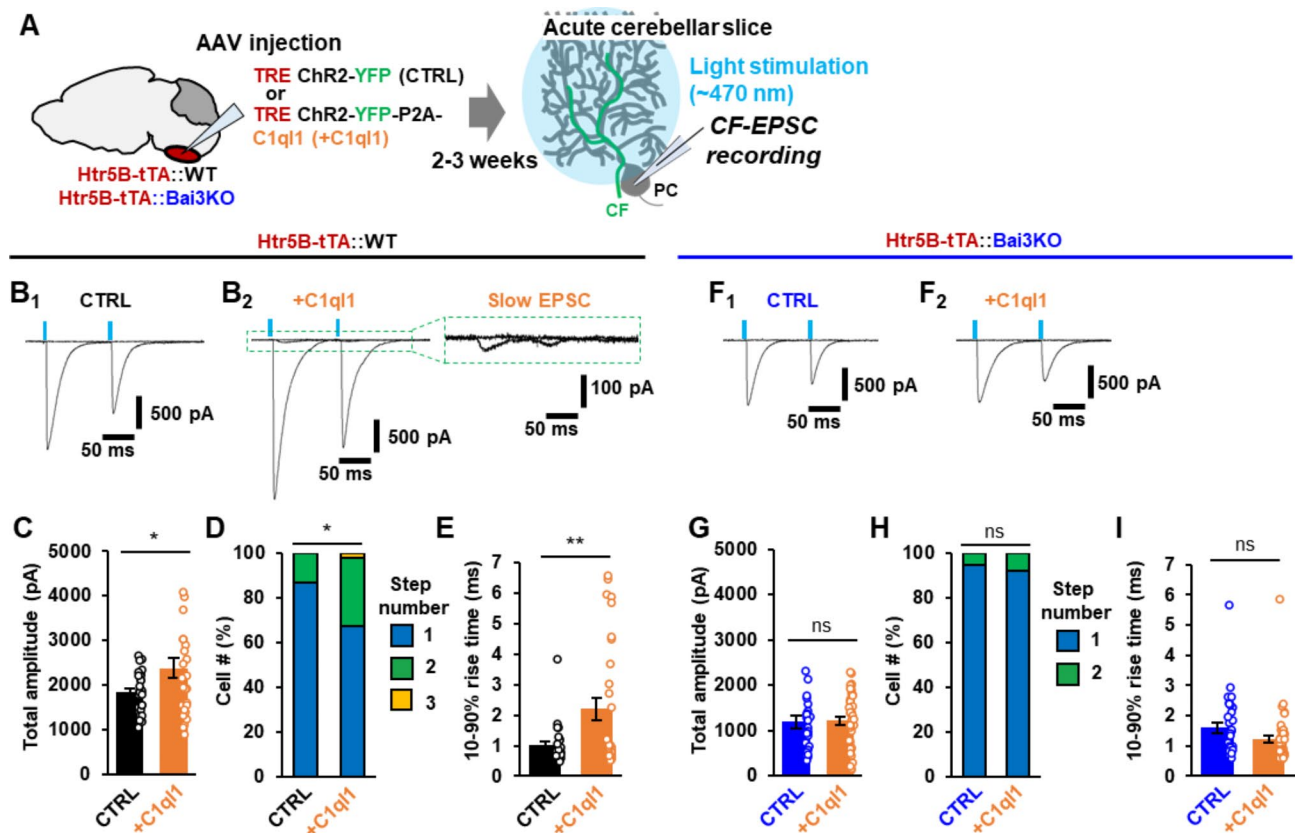 A
AAV injection
TRE ChR2-YFP (CTRL)
or
TRE ChR2-YFP-P2A-
C1ql1 (+C1ql1)
Htr5B-tTA::WT
Htr5B-tTA::Bai3KO
2-3 weeks
Acute cerebellar slice
Light stimulation
(~470 nm)
CF-EPSC
recording
PC
CF
Htr5B-tTA::WT
Htr5B-tTA::Bai3KO
B1 CTRL
500 pA
50 ms
B2 +C1ql1
500 pA
50 ms
Slow EPSC
100 pA
50 ms
F1 CTRL
500 pA
50 ms
F2 +C1ql1
500 pA
50 ms
C
*
Total amplitude (pA)
5000
4000
3000
2000
1000
0
CTRL
+C1ql1
D
*
Cell # (%)
100
80
60
40
20
0
CTRL
+C1ql1
Step
number
1
2
3
E
**
10-90% rise time (ms)
7
6
5
4
3
2
1
0
CTRL
+C1ql1
G
ns
Total amplitude (pA)
5000
4000
3000
2000
1000
0
CTRL
+C1ql1
H
ns
Cell # (%)
100
80
60
40
20
0
CTRL
+C1ql1
Step
number
1
2
I
ns
10-90% rise time (ms)
7
6
5
4
3
2
1
0
CTRL
+C1ql1